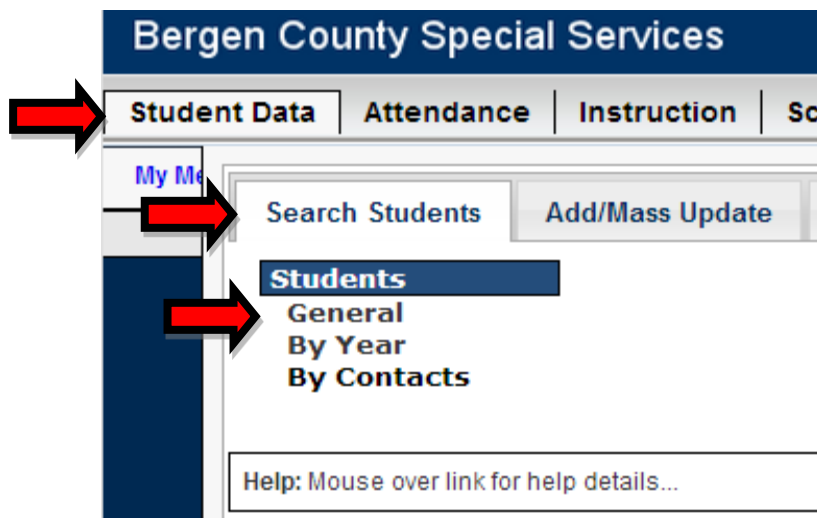 Bergen County Special Services
Student Data Attendance Instruction
My
Search Students Add/Mass Update
Students
General
By Year
By Contacts
Help: Mouse over link for help details...